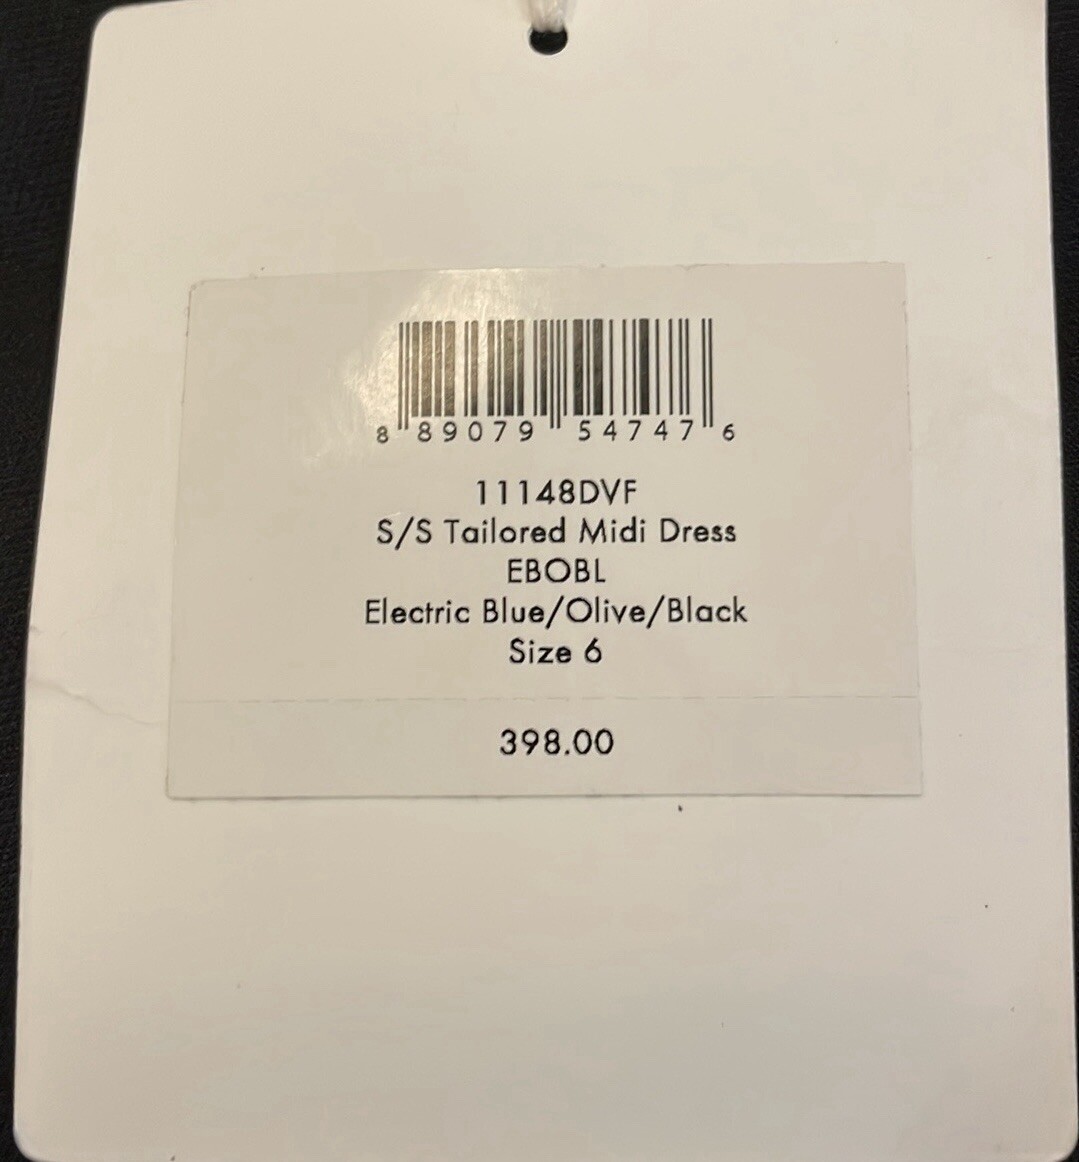 8 89079 54747 6
11148DVF
S/S Tailored Midi Dress
EBOBL
Electric Blue/Olive/Black
Size 6
398.00